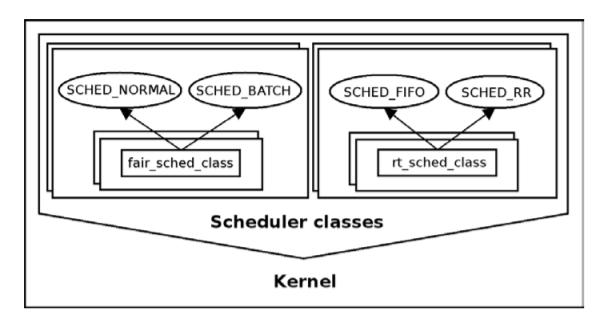 SCHED_NORMAL SCHED_BATCH SCHED_FIFO SCHED_RR
fair_sched_class rt_sched_class
Scheduler classes
Kernel